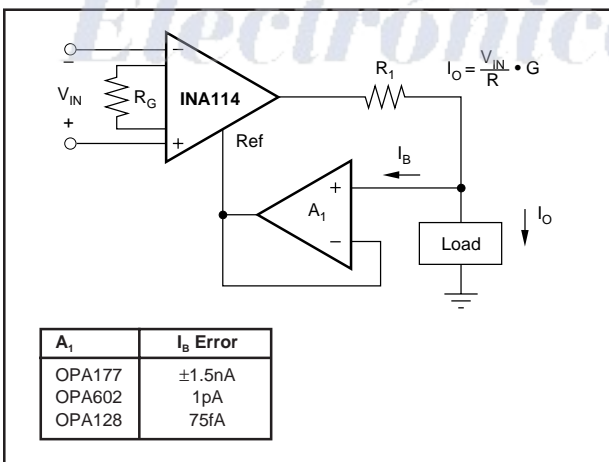 Electronic
−
V_IN
+
R_G
−
INA114
+
Ref
R_1
I_O = V_IN / R • G
I_B
+
A_1
−
Load
I_O
A_1 I_B Error
OPA177 ±1.5nA
OPA602 1pA
OPA128 75fA